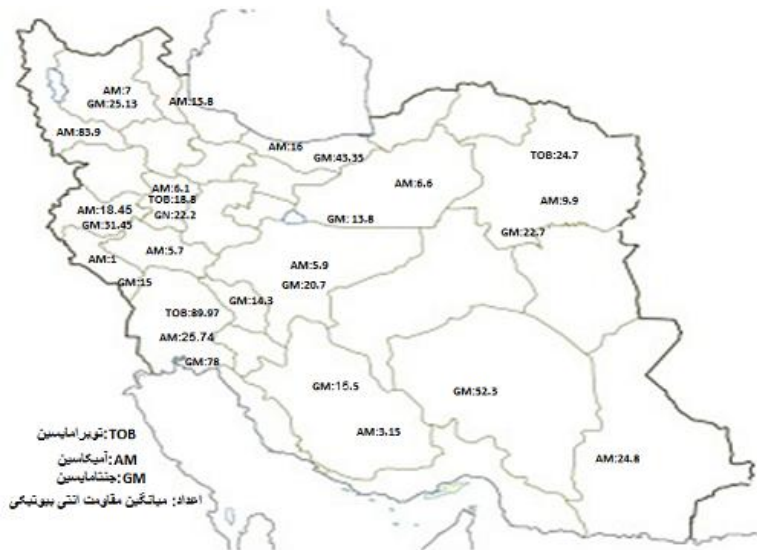 AM:7
GM:25.13
AM:15.8
AM:83.9
AM:16
GM:43.35
TOB:24.7
AM:6.1
TOB:18.8
GN:22.2
AM:6.6
AM:9.9
AM:18.45
GM:31.45
GM: 13.8
GM:22.7
AM:1
AM:5.7
AM:5.9
GM:15
GM:14.3
GM:20.7
TOB:89.97
AM:25.74
GM:78
GM:15.5
GM:52.3
AM:3.15
AM:24.8
TOB:توبرامایسین
AM:آمیکاسین
GM:جنتامایسین
اعداد: میانگین مقاومت انتی بیوتیکی